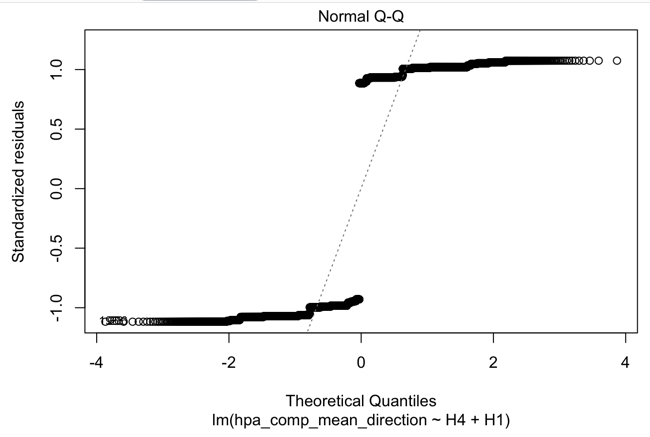 Normal Q-Q
Standardized residuals
1.0
0.5
0.0
-0.5
-1.0
-4
-2
0
2
4
Theoretical Quantiles
lm(hpa_comp_mean_direction ~ H4 + H1)